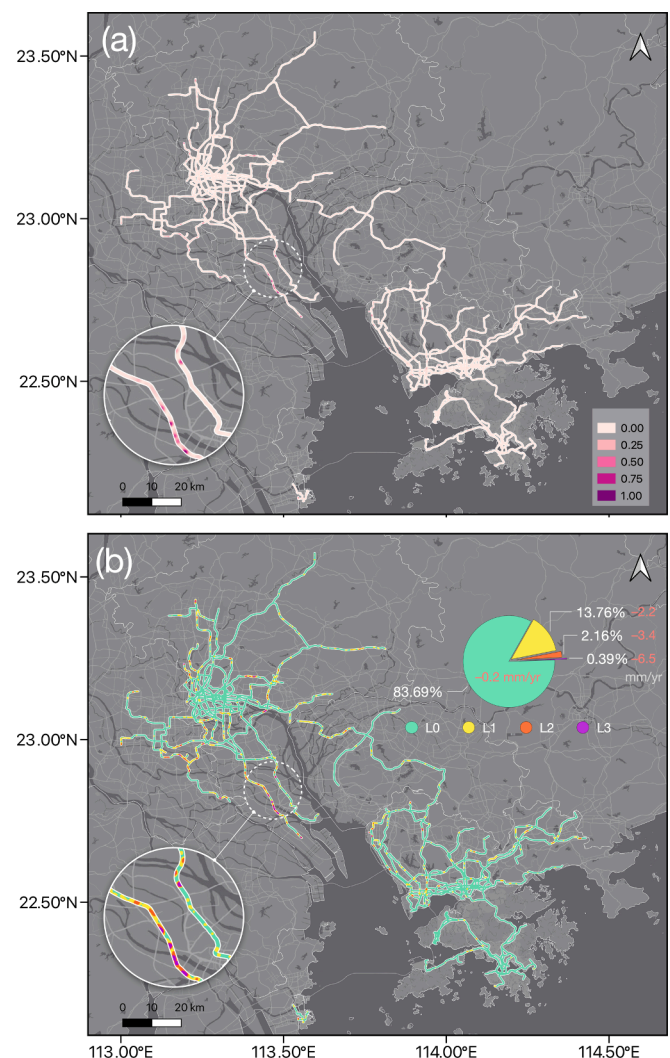 (a)
23.50°N
23.00°N
22.50°N
0.00
0.25
0.50
0.75
1.00
0 10 20 km
(b)
23.50°N
13.76% -2.2
2.16% -3.4
0.39% -6.5
-0.2 mm/yr
mm/yr
83.69%
L0 L1 L2 L3
23.00°N
22.50°N
0 10 20 km
113.00°E 113.50°E 114.00°E 114.50°E